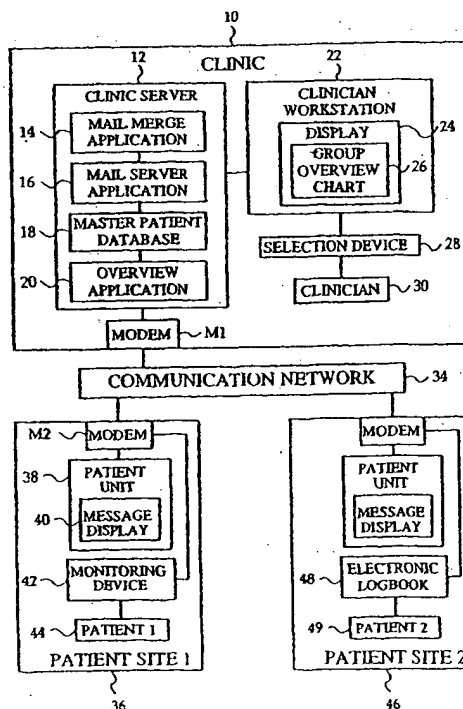 10
CLINIC
12
CLINIC SERVER
14
MAIL MERGE
APPLICATION
16
MAIL SERVER
APPLICATION
18
MASTER PATIENT
DATABASE
20
OVERVIEW
APPLICATION
22
CLINICIAN
WORKSTATION
DISPLAY
24
GROUP
OVERVIEW
CHART
26
SELECTION DEVICE
28
CLINICIAN
30
MODEM
M1
COMMUNICATION NETWORK
34
M2
MODEM
38
PATIENT
UNIT
40
MESSAGE
DISPLAY
42
MONITORING
DEVICE
44
PATIENT 1
PATIENT SITE 1
36
MODEM
PATIENT
UNIT
MESSAGE
DISPLAY
48
ELECTRONIC
LOGBOOK
49
PATIENT 2
PATIENT SITE 2
46